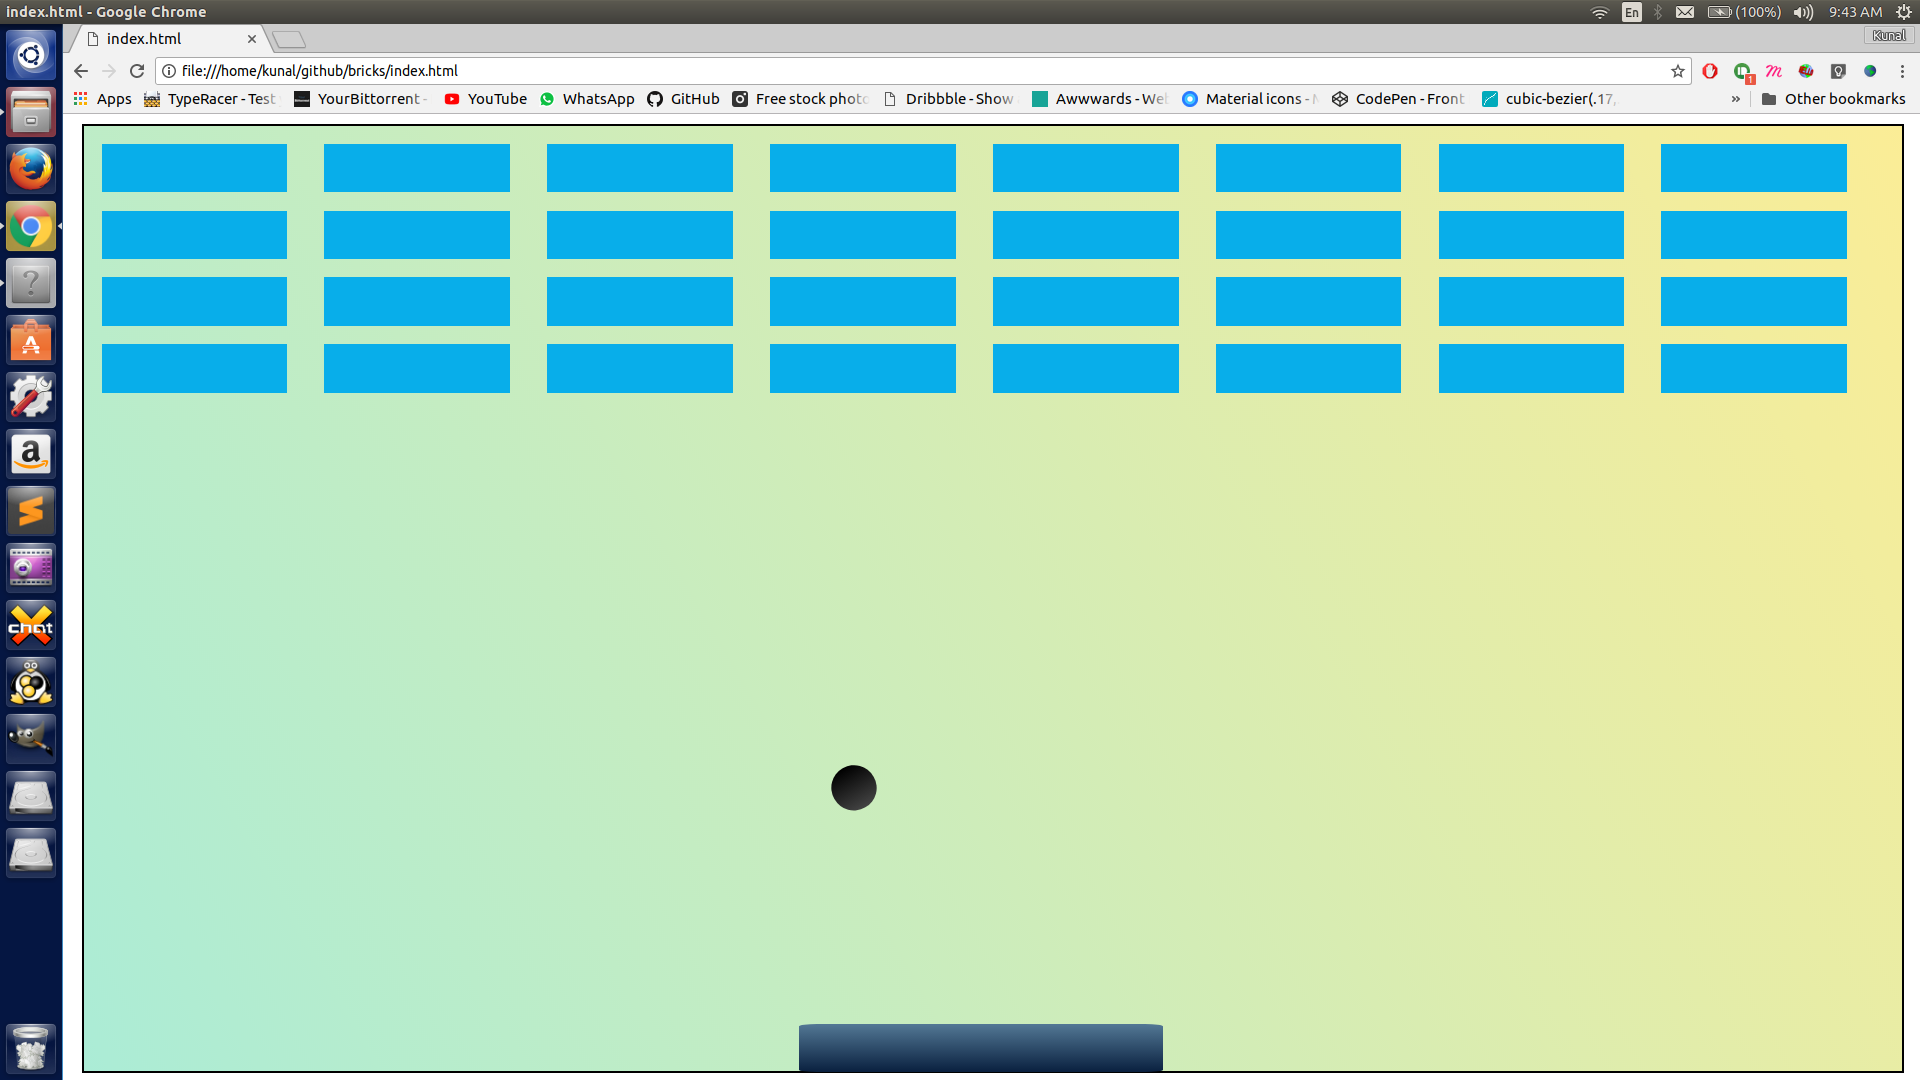 index.html - Google Chrome
En
(100%)
9:43 AM
index.html
Kunal
file:///home/kunal/github/bricks/index.html
1
Apps
TypeRacer - Test
YourBittorrent -
YouTube
WhatsApp
GitHub
Free stock photo
Dribbble - Show
Awwwards - Web
Material icons - M
CodePen - Front
cubic-bezier(.17,
»
Other bookmarks
?
A
a
X
chat